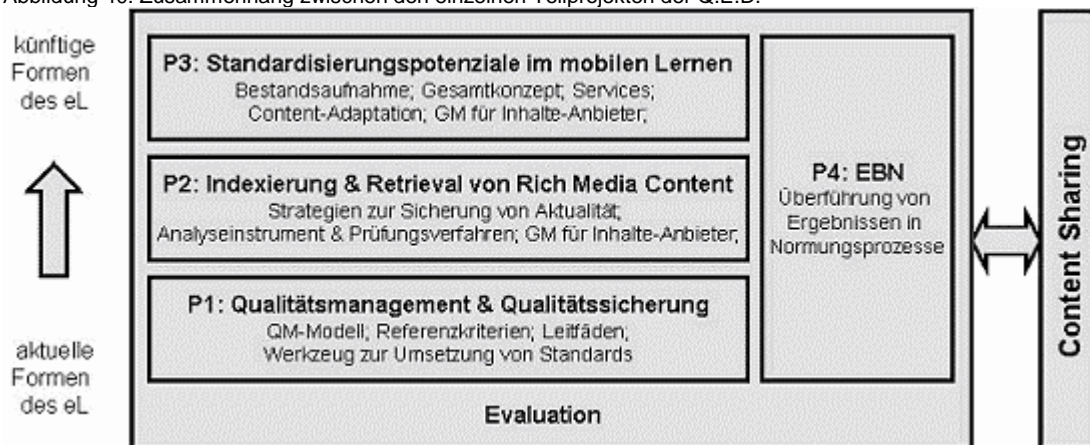 künftige
Formen
des eL
aktuelle
Formen
des eL
P3: Standardisierungspotenziale im mobilen Lernen
Bestandsaufnahme; Gesamtkonzept; Services;
Content-Adaptation; GM für Inhalte-Anbieter;
P2: Indexierung & Retrieval von Rich Media Content
Strategien zur Sicherung von Aktualität;
Analyseinstrument & Prüfungsverfahren; GM für Inhalte-Anbieter;
P1: Qualitätsmanagement & Qualitätssicherung
QM-Modell; Referenzkriterien; Leitfäden;
Werkzeug zur Umsetzung von Standards
P4: EBN
Überführung von
Ergebnissen in
Normungsprozesse
Evaluation
Content Sharing